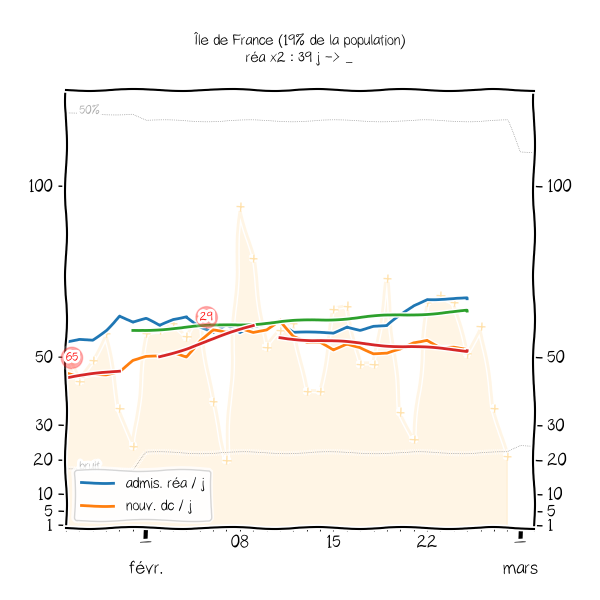 Île de France (19% de la population)
réa x2 : 39 j -> _
50%
100
100
29
65
50
50
30
30
20
20
bruit
10
10
5
5
1
1
admis. réa / j
nouv. dc / j
08
15
22
févr.
mars